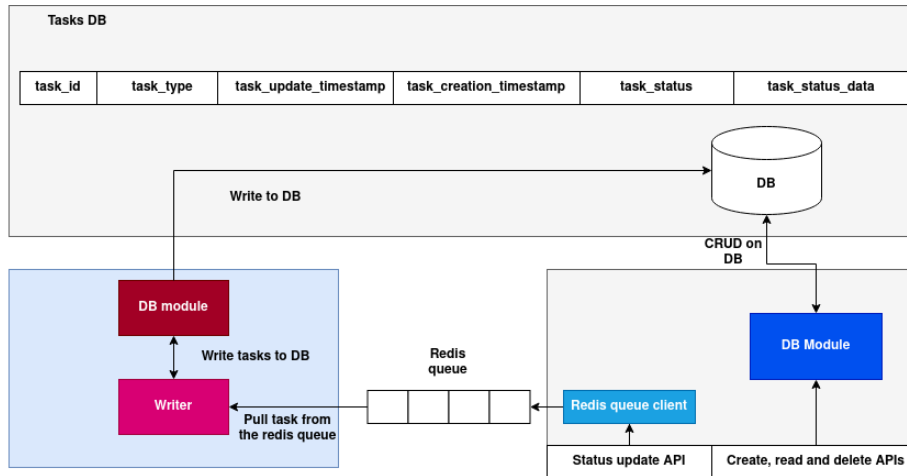 Tasks DB
task_id
task_type
task_update_timestamp
task_creation_timestamp
task_status
task_status_data
DB
Write to DB
CRUD on
DB
DB module
Write tasks to DB
Writer
Pull task from
the redis queue
Redis
queue
DB Module
Redis queue client
Status update API
Create, read and delete APIs